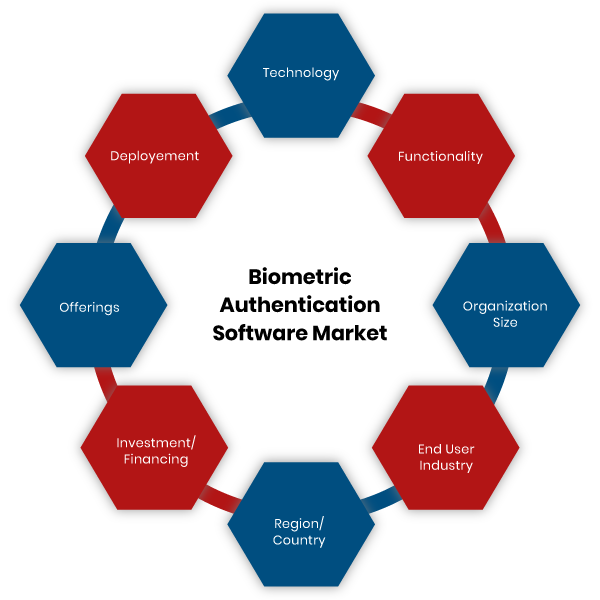 Technology
Deployement
Functionality
Biometric
Authentication
Software Market
Offerings
Organization
Size
Investment/
Financing
End User
Industry
Region/
Country